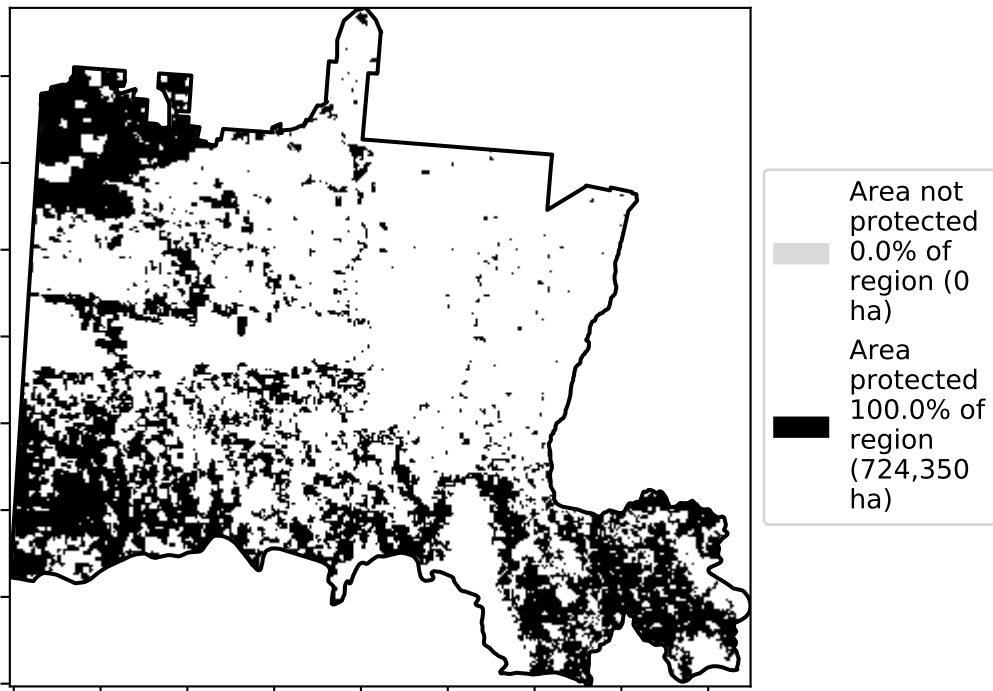 Area not
protected
0.0% of
region (0
ha)
Area
protected
100.0% of
region
(724,350
ha)